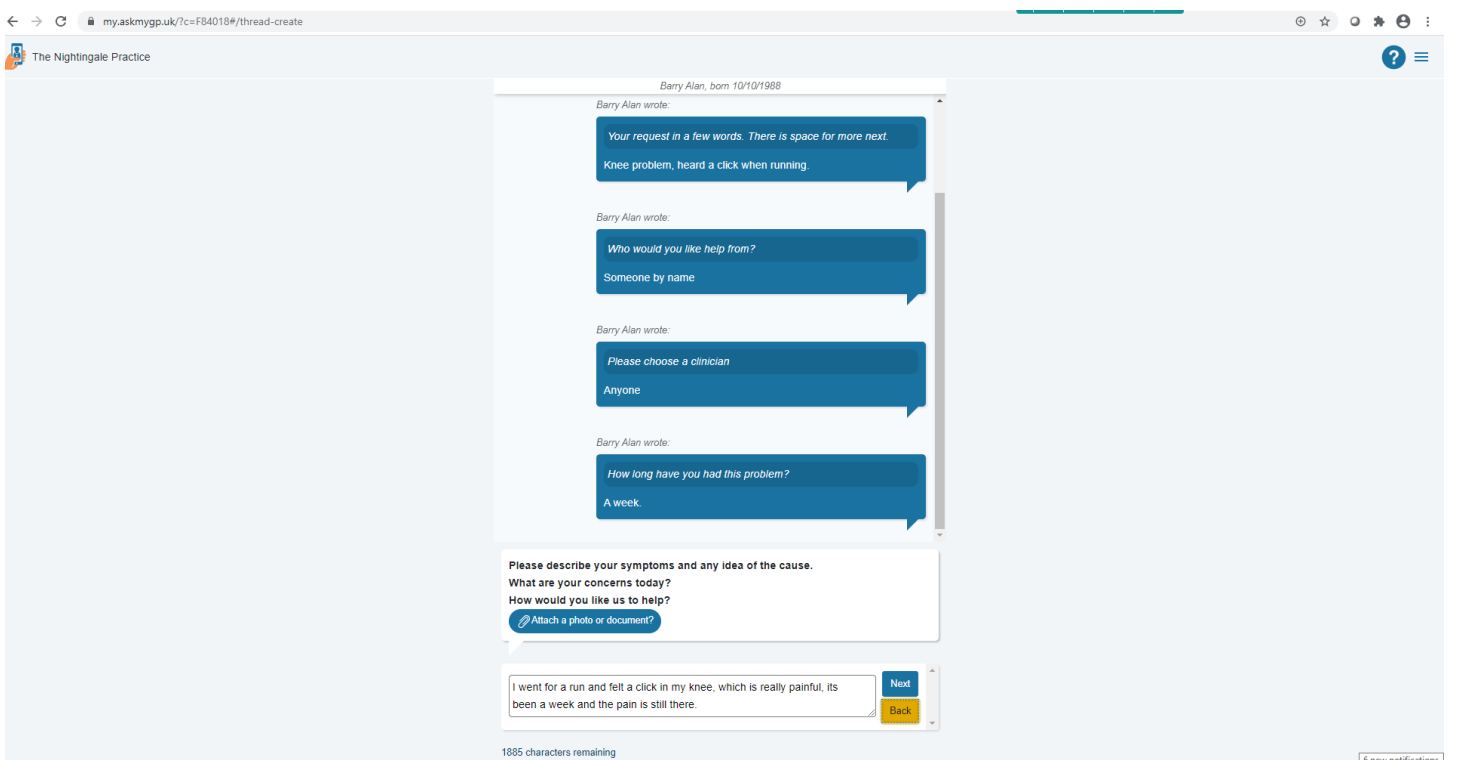 my.askmygp.uk/?c=F84018#/thread-create
The Nightingale Practice
?
Barry Alan, born 10/10/1988
Barry Alan wrote:
Your request in a few words. There is space for more next.
Knee problem, heard a click when running.
Barry Alan wrote:
Who would you like help from?
Someone by name
Barry Alan wrote:
Please choose a clinician
Anyone
Barry Alan wrote:
How long have you had this problem?
A week.
Please describe your symptoms and any idea of the cause.
What are your concerns today?
How would you like us to help?
Attach a photo or document?
I went for a run and felt a click in my knee, which is really painful, its
been a week and the pain is still there.
Next
Back
1885 characters remaining
6 new notifications